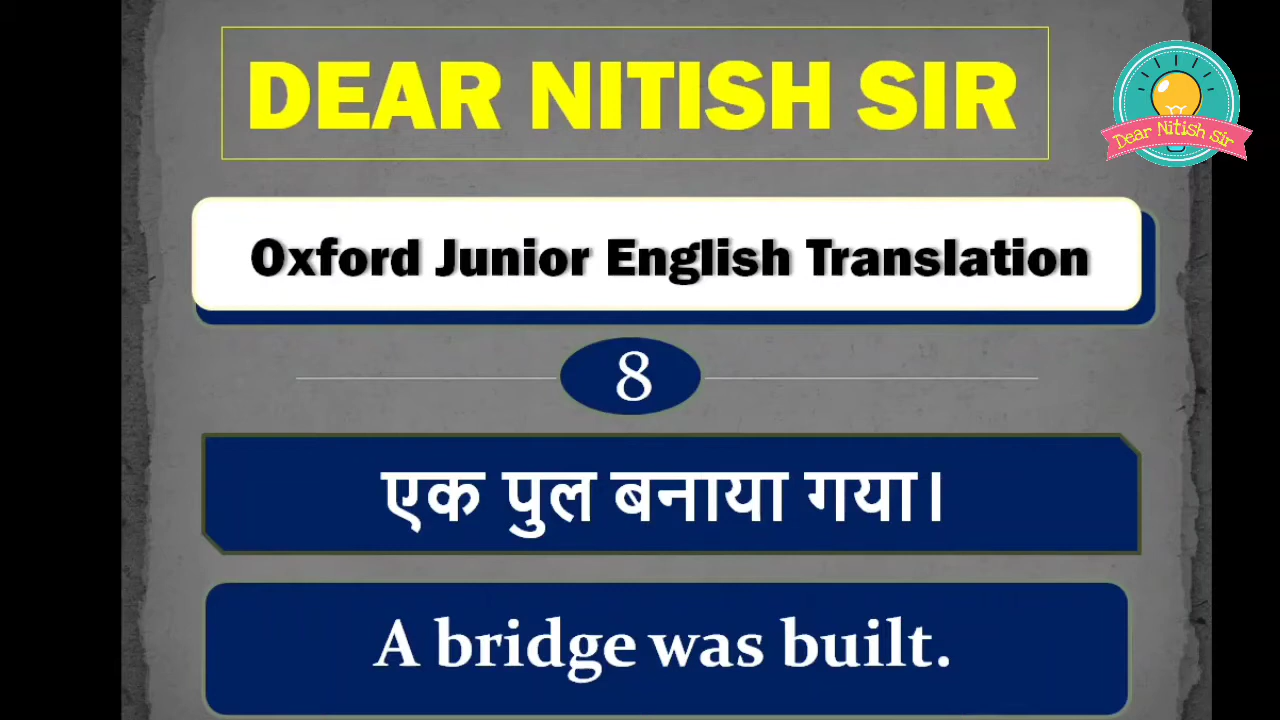 DEAR NITISH SIR
Dear Nitish sir
Oxford Junior English Translation
8
एक पुल बनाया गया।
A bridge was built.